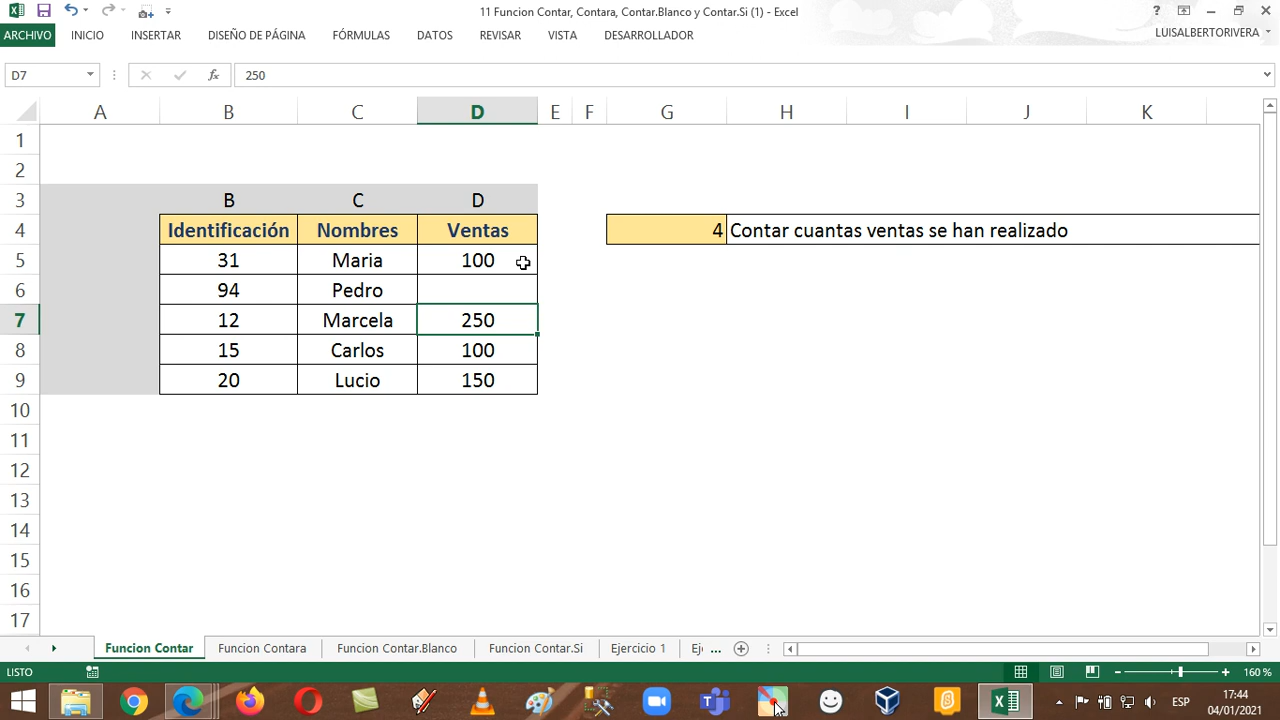 11 Funcion Contar, Contara, Contar.Blanco y Contar.Si (1) - Excel
ARCHIVO INICIO INSERTAR DISEÑO DE PÁGINA FÓRMULAS DATOS REVISAR VISTA DESARROLLADOR LUISALBERTORIVERA
D7 fx 250
A B C D E F G H I J K
1
2
3 B C D
4 Identificación Nombres Ventas 4 Contar cuantas ventas se han realizado
5 31 Maria 100
6 94 Pedro
7 12 Marcela 250
8 15 Carlos 100
9 20 Lucio 150
10
11
12
13
14
15
16
17
Funcion Contar Funcion Contara Funcion Contar.Blanco Funcion Contar.Si Ejercicio 1 Eje ...
LISTO 160 %
ESP 17:44
04/01/2021